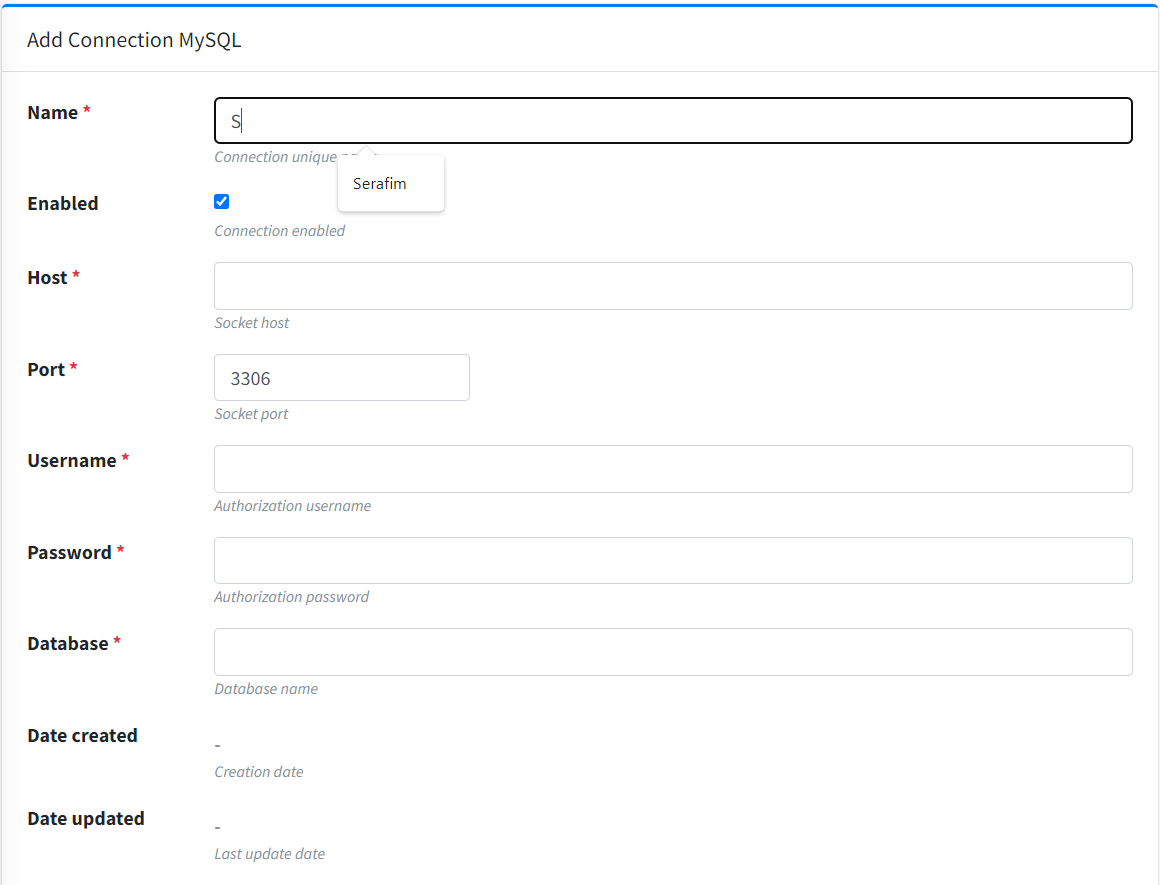 Add Connection MySQL
Name *
S
Connection unique
Serafim
Enabled
Connection enabled
Host *
Socket host
Port *
3306
Socket port
Username *
Authorization username
Password *
Authorization password
Database *
Database name
Date created
-
Creation date
Date updated
-
Last update date